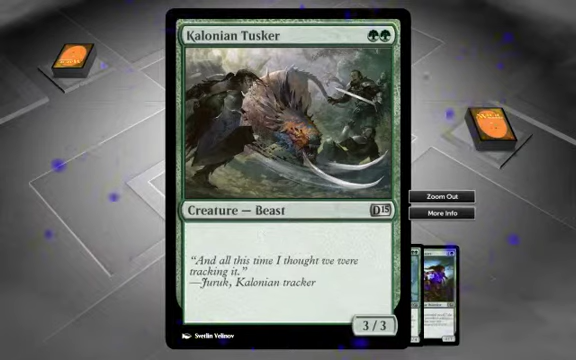 Kalonian Tusker
Creature — Beast
D15
"And all this time I thought we were
tracking it."
—Juruk, Kalonian tracker
3 / 3
Svetlin Velinov
Zoom Out
More Info